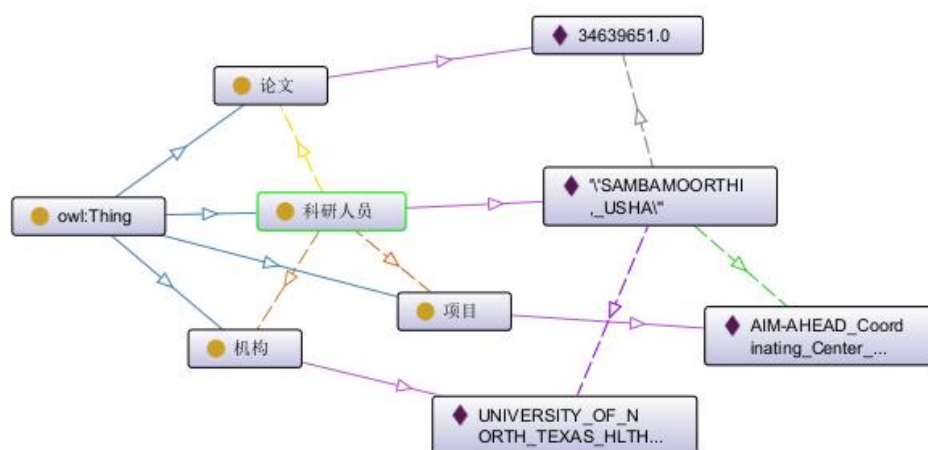 34639651.0
论文
"\"SAMBAMOORTHI
,_USHA\"
owl:Thing
科研人员
项目
AIM-AHEAD_Coord
inating_Center_...
机构
UNIVERSITY_OF_N
ORTH_TEXAS_HLTH...